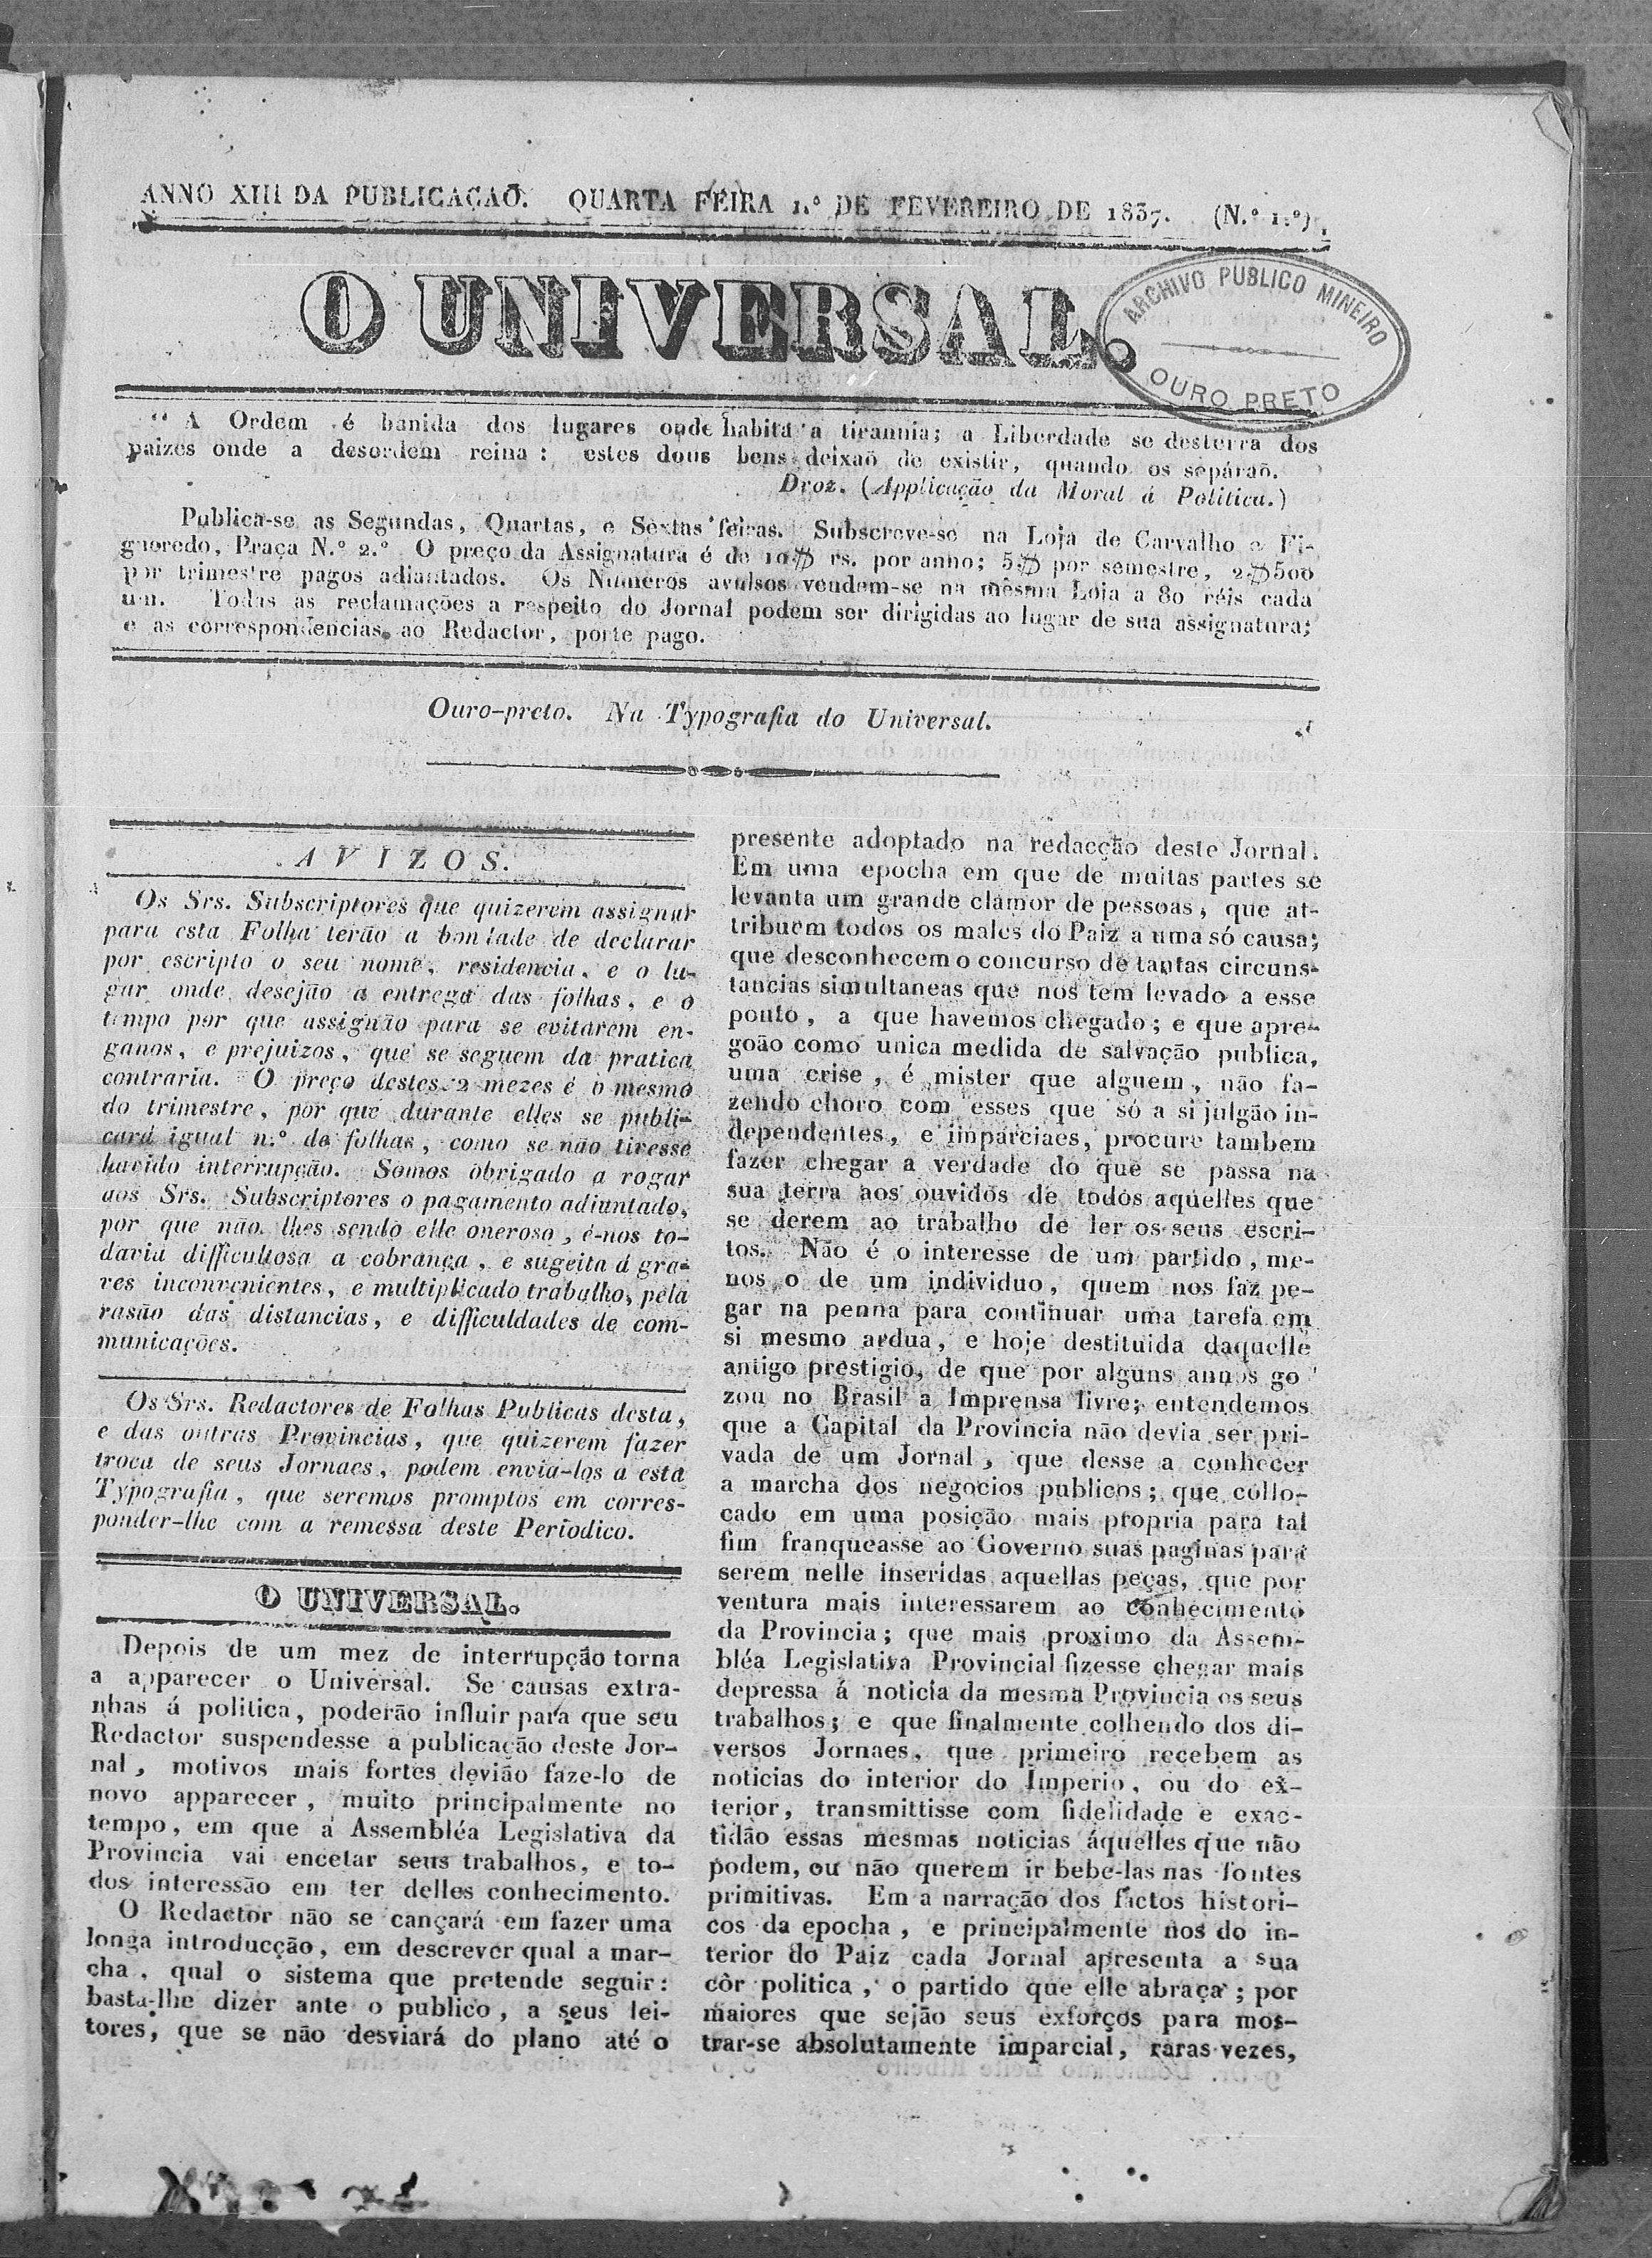 ANNO XIII DA PUBLICAÇAÕ. QUARTA FEIRA 1.º DE FEVEREIRO DE 1837. (N.º 1.º)
O UNIVERSAL.
ARCHIVO PUBLICO MINEIRO
OURO PRETO
“ A Ordem é banida dos lugares onde habita a tirannia; a Liberdade se desterra dos
paizes onde a desordem reina: estes dous bens deixaõ de existir, quando os sepáraõ.
Droz. (Applicação da Moral á Politica.)
Publica-se as Segundas, Quartas, e Sextas feiras. Subscreve-se na Loja de Carvalho e Fi-
gueredo, Praça N.º 2.º O preço da Assignatura é de 10$ rs. por anno; 5$ por semestre, 2$500
por trimestre pagos adiantados. Os Numeros avulsos vendem-se na mesma Loja a 80 réis cada
um. Todas as reclamações a respeito do Jornal podem ser dirigidas ao lugar de sua assignatura;
e as correspondencias ao Redactor, porte pago.
Ouro-preto. Na Typografia do Universal.
AVIZOS.
Os Srs. Subscriptores que quizerem assignar
para esta Folha terão a bondade de declarar
por escripto o seu nome, residencia, e o lu-
gar onde desejão a entrega das folhas, e o
tempo por que assignão para se evitarem en-
ganos, e prejuizos, que se seguem da pratica
contraria. O preço destes 2 mezes é o mesmo
do trimestre, por que durante elles se publi-
cará igual n.º de folhas, como se não tivesse
havido interrupção. Somos obrigado a rogar
aos Srs. Subscriptores o pagamento adiantado,
por que não lhes sendo elle oneroso, é-nos to-
davia difficultosa a cobrança, e sugeita á gra-
ves inconvenientes, e multiplicado trabalho, pela
rasão das distancias, e difficuldades de com-
municações.
Os Srs. Redactores de Folhas Publicas desta,
e das outras Provincias, que quizerem fazer
troca de seus Jornaes, podem envia-los a esta
Typografia, que seremos promptos em corres-
ponder-lhe com a remessa deste Periodico.
O UNIVERSAL.
Depois de um mez de interrupção torna
a apparecer o Universal. Se causas extra-
nhas á politica, poderão influir para que seu
Redactor suspendesse a publicação deste Jor-
nal, motivos mais fortes devião faze-lo de
novo apparecer, muito principalmente no
tempo, em que a Assembléa Legislativa da
Provincia vai encetar seus trabalhos, e to-
dos interessão em ter delles conhecimento.
O Redactor não se cançará em fazer uma
longa introducção, em descrever qual a mar-
cha, qual o sistema que pretende seguir:
basta-lhe dizer ante o publico, a seus lei-
tores, que se não desviará do plano até o
presente adoptado na redacção deste Jornal.
Em uma epocha em que de muitas partes se
levanta um grande clamor de pessoas, que at-
tribuem todos os males do Paiz a uma só causa;
que desconhecem o concurso de tantas circuns-
tancias simultaneas que nos tem levado a esse
ponto, a que havemos chegado; e que apre-
goão como unica medida de salvação publica,
uma crise, é mister que alguem, não fa-
zendo choro com esses que só a si julgão in-
dependentes, e imparciaes, procure tambem
fazer chegar a verdade do que se passa na
sua terra aos ouvidos de todos aquelles que
se derem ao trabalho de ler os seus escri-
tos. Não é o interesse de um partido, me-
nos o de um individuo, quem nos faz pe-
gar na penna para continuar uma tarefa em
si mesmo ardua, e hoje destituida daquelle
antigo prestigio, de que por alguns annos go
zou no Brasil a Imprensa livre; entendemos
que a Capital da Provincia não devia ser pri-
vada de um Jornal, que desse a conhecer
a marcha dos negocios publicos; que collo-
cado em uma posição mais propria para tal
fim franqueasse ao Governo suas paginas para
serem nelle inseridas aquellas peças, que por
ventura mais interessarem ao conhecimento
da Provincia; que mais proximo da Assem-
bléa Legislativa Provincial fizesse chegar mais
depressa á noticia da mesma Provincia os seus
trabalhos; e que finalmente colhendo dos di-
versos Jornaes, que primeiro recebem as
noticias do interior do Imperio, ou do ex-
terior, transmittisse com fidelidade e exac-
tidão essas mesmas noticias áquelles que não
podem, ou não querem ir bebe-las nas fontes
primitivas. Em a narração dos factos histori-
cos da epocha, e principalmente nos do in-
terior do Paiz cada Jornal apresenta a sua
côr politica, o partido que elle abraça; por
maiores que sejão seus exforços para mos-
trar-se absolutamente imparcial, raras vezes,